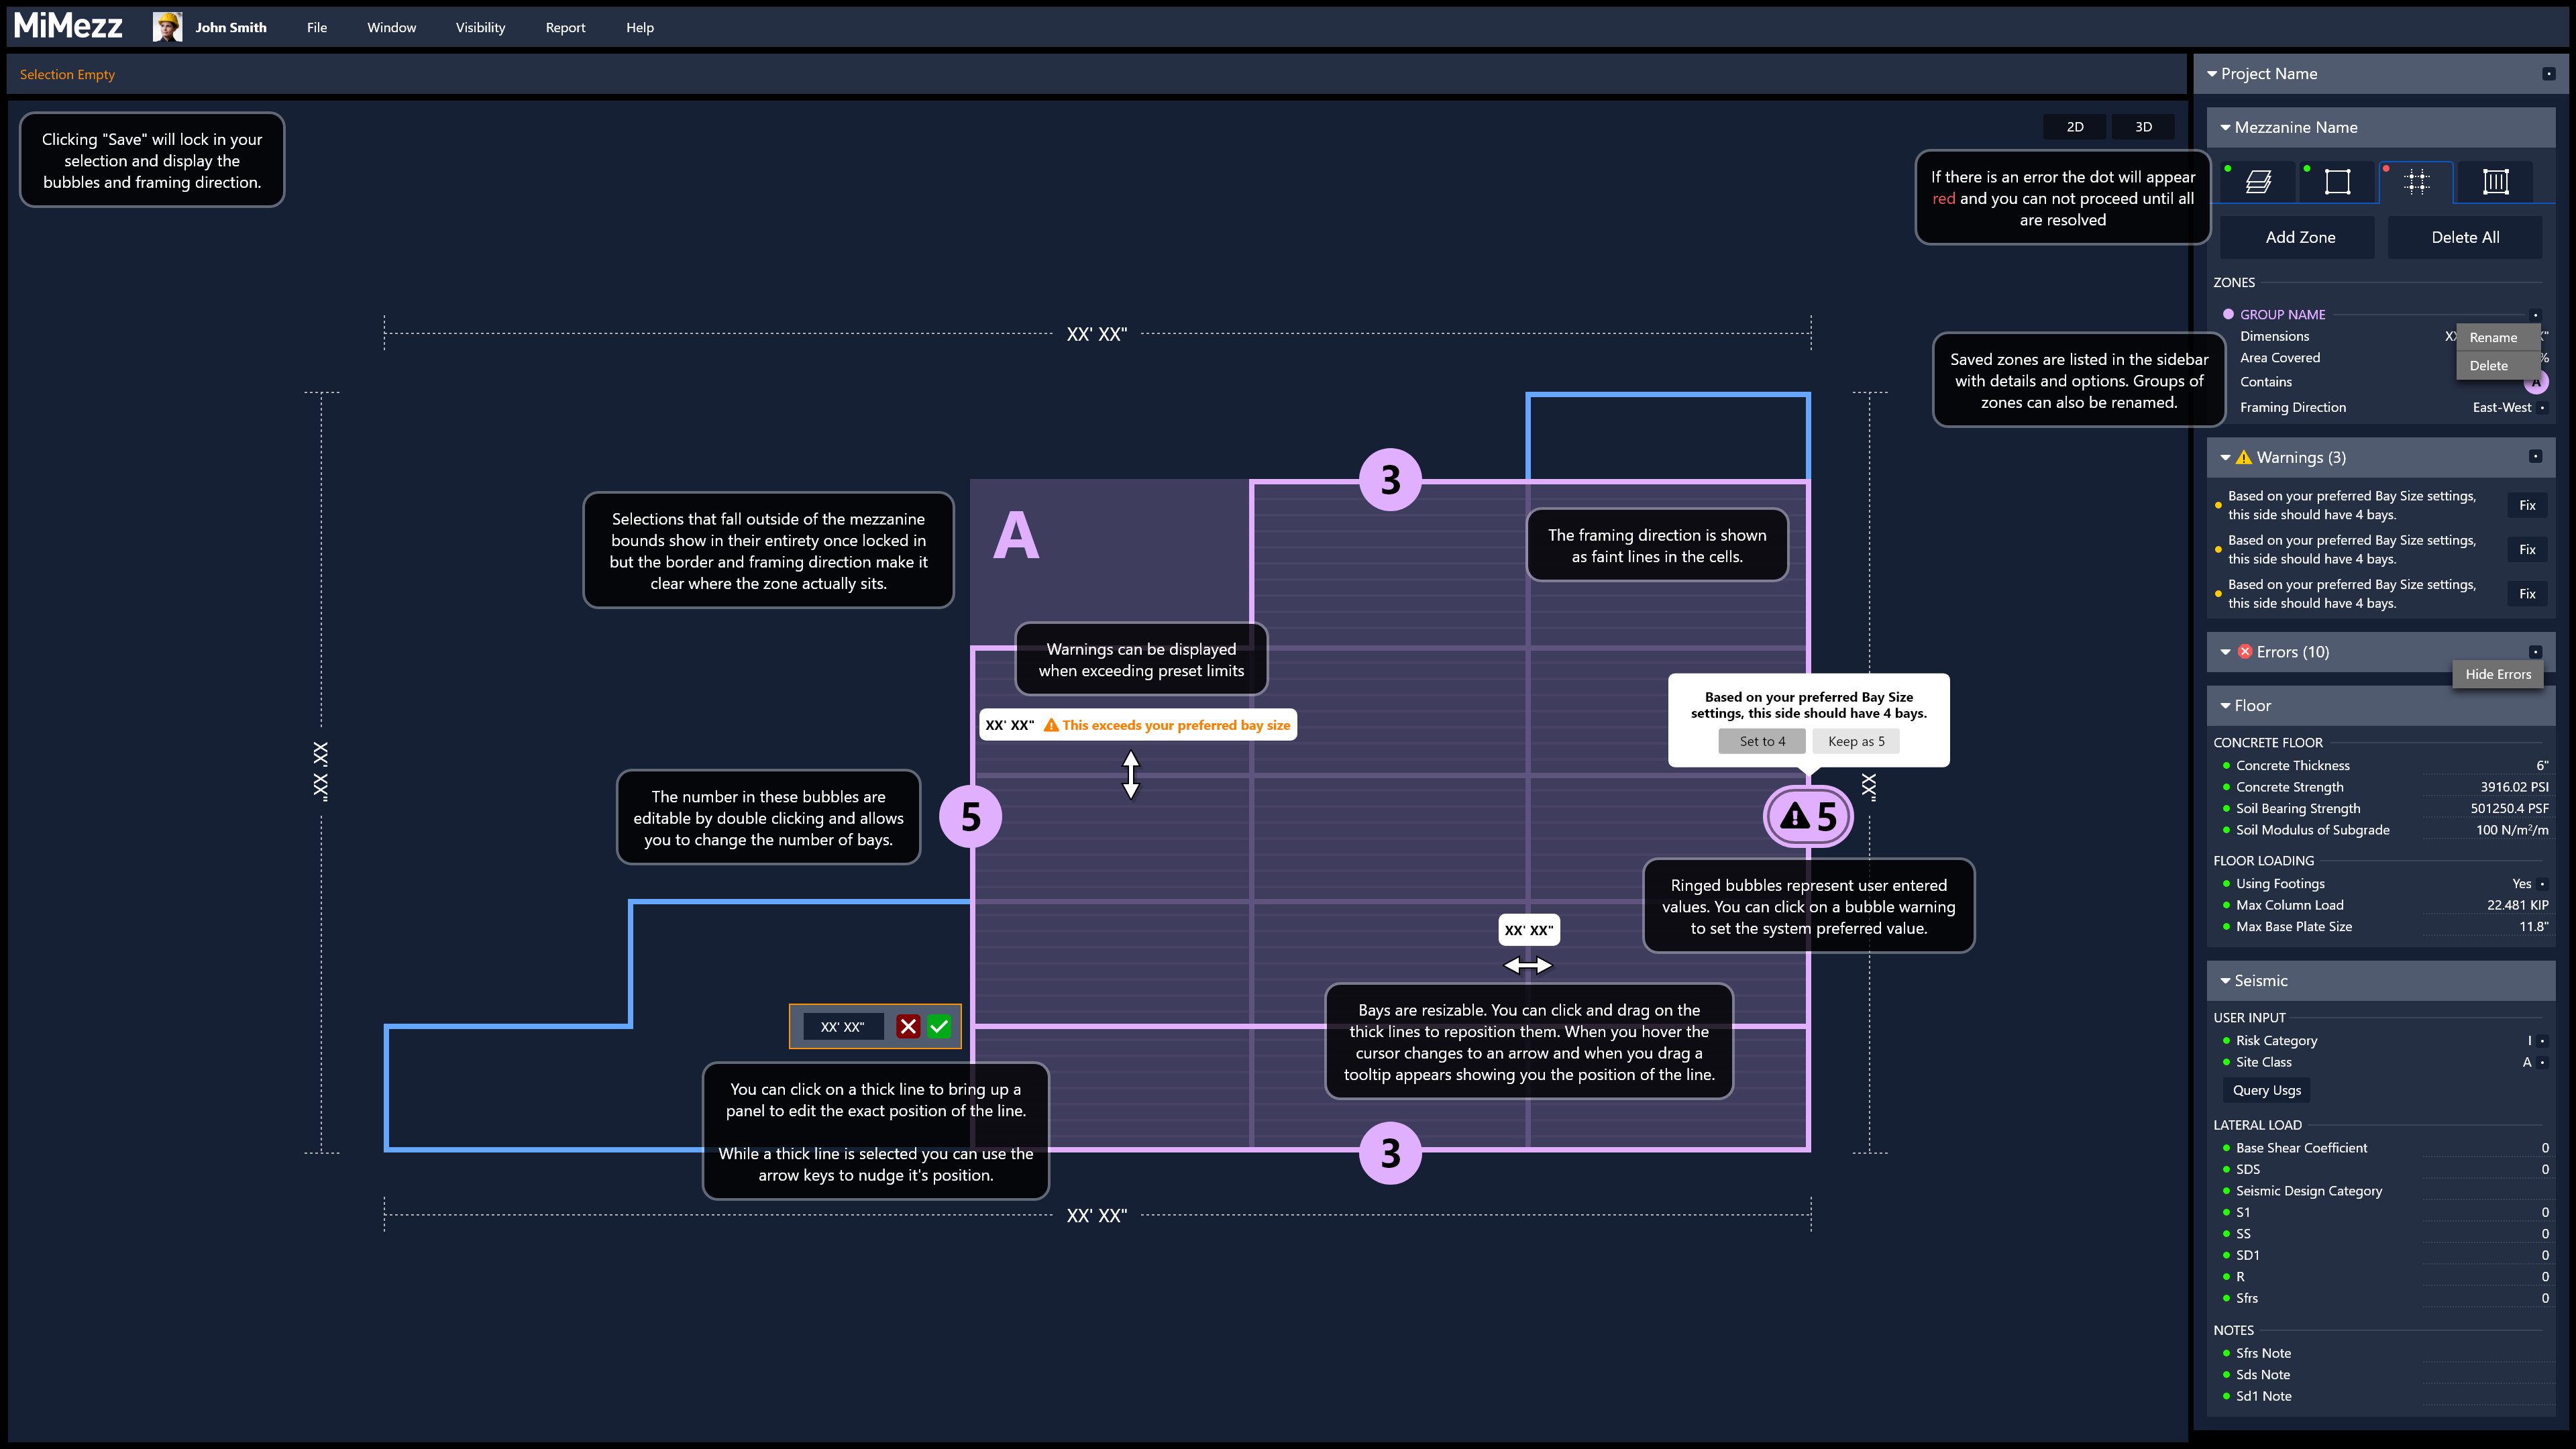 MiMezz
John Smith
File
Window
Visibility
Report
Help
Selection Empty
Clicking "Save" will lock in your
selection and display the
bubbles and framing direction.
2D
3D
If there is an error the dot will appear
red and you can not proceed until all
are resolved
Saved zones are listed in the sidebar
with details and options. Groups of
zones can also be renamed.
XX' XX"
XX' XX"
3
A
Selections that fall outside of the mezzanine
bounds show in their entirety once locked in
but the border and framing direction make it
clear where the zone actually sits.
The framing direction is shown
as faint lines in the cells.
Warnings can be displayed
when exceeding preset limits
XX' XX"
This exceeds your preferred bay size
Based on your preferred Bay Size
settings, this side should have 4 bays.
Set to 4
Keep as 5
XX"
The number in these bubbles are
editable by double clicking and allows
you to change the number of bays.
5
5
Ringed bubbles represent user entered
values. You can click on a bubble warning
to set the system preferred value.
XX' XX"
XX' XX"
Bays are resizable. You can click and drag on the
thick lines to reposition them. When you hover the
cursor changes to an arrow and when you drag a
tooltip appears showing you the position of the line.
You can click on a thick line to bring up a
panel to edit the exact position of the line.
While a thick line is selected you can use the
arrow keys to nudge it's position.
3
XX' XX"
Project Name
Mezzanine Name
Add Zone
Delete All
ZONES
GROUP NAME
Dimensions
Rename
Area Covered
%
Delete
Contains
A
Framing Direction
East-West
Warnings (3)
Based on your preferred Bay Size settings,
this side should have 4 bays.
Fix
Based on your preferred Bay Size settings,
this side should have 4 bays.
Fix
Based on your preferred Bay Size settings,
this side should have 4 bays.
Fix
Errors (10)
Hide Errors
Floor
CONCRETE FLOOR
Concrete Thickness 6"
Concrete Strength 3916.02 PSI
Soil Bearing Strength 501250.4 PSF
Soil Modulus of Subgrade 100 N/m²/m
FLOOR LOADING
Using Footings Yes
Max Column Load 22.481 KIP
Max Base Plate Size 11.8"
Seismic
USER INPUT
Risk Category I
Site Class A
Query Usgs
LATERAL LOAD
Base Shear Coefficient 0
SDS 0
Seismic Design Category
S1 0
SS 0
SD1 0
R 0
Sfrs 0
NOTES
Sfrs Note
Sds Note
Sd1 Note